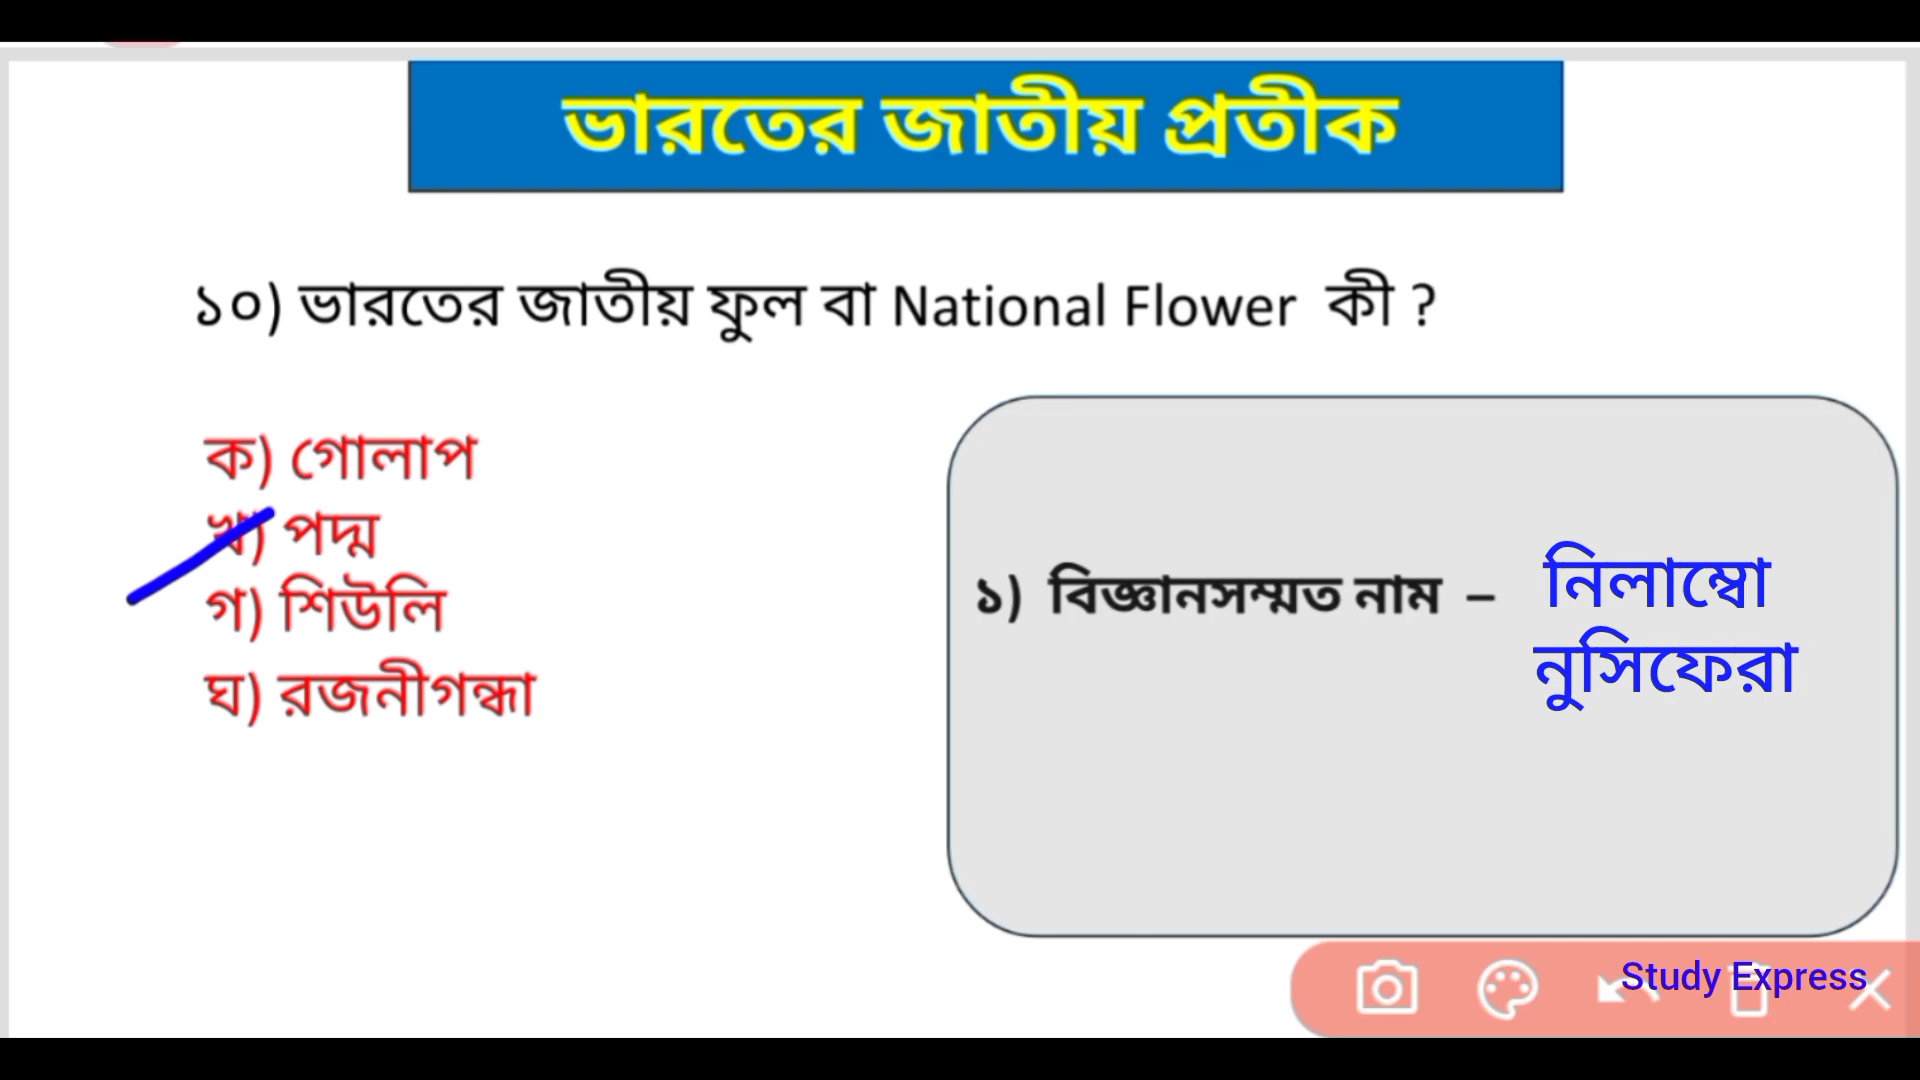 ভারতের জাতীয় প্রতীক
১০) ভারতের জাতীয় ফুল বা National Flower কী ?
ক) গোলাপ
খ) পদ্ম
গ) শিউলি
ঘ) রজনীগন্ধা
১) বিজ্ঞানসম্মত নাম – নিলাম্বো
নুসিফেরা
Study Express